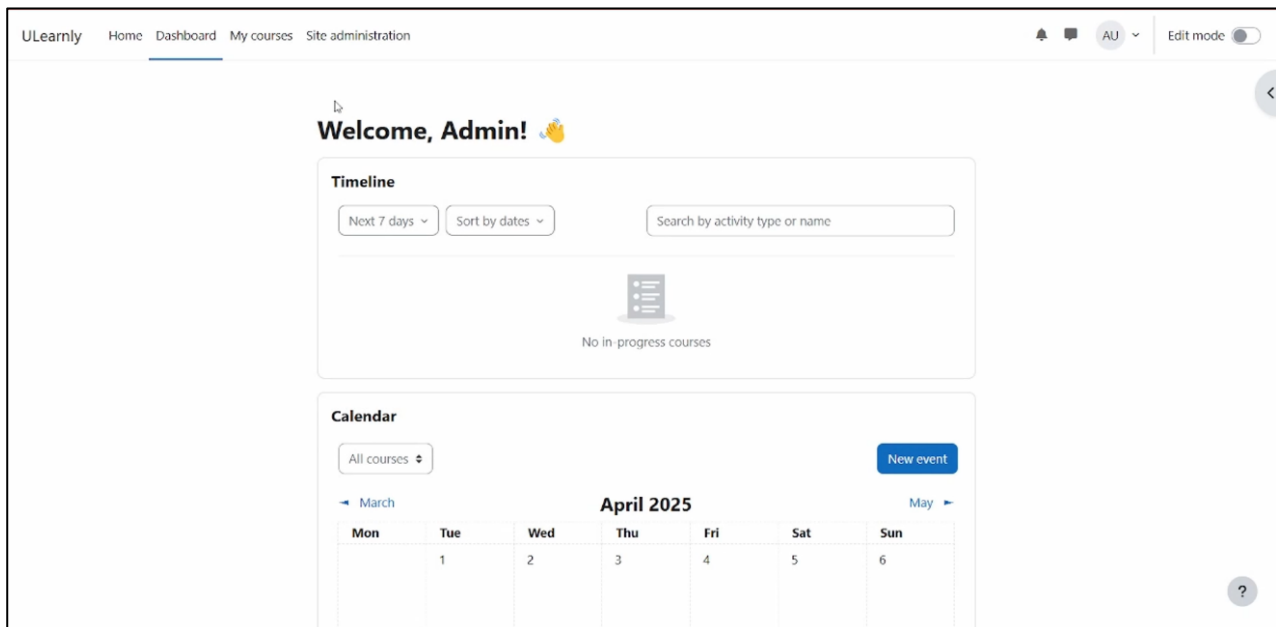 ULearnly Home Dashboard My courses Site administration AU Edit mode
Welcome, Admin! 👋
Timeline
Next 7 days Sort by dates Search by activity type or name
No in-progress courses
Calendar
All courses New event
March April 2025 May
Mon Tue Wed Thu Fri Sat Sun
1 2 3 4 5 6
?